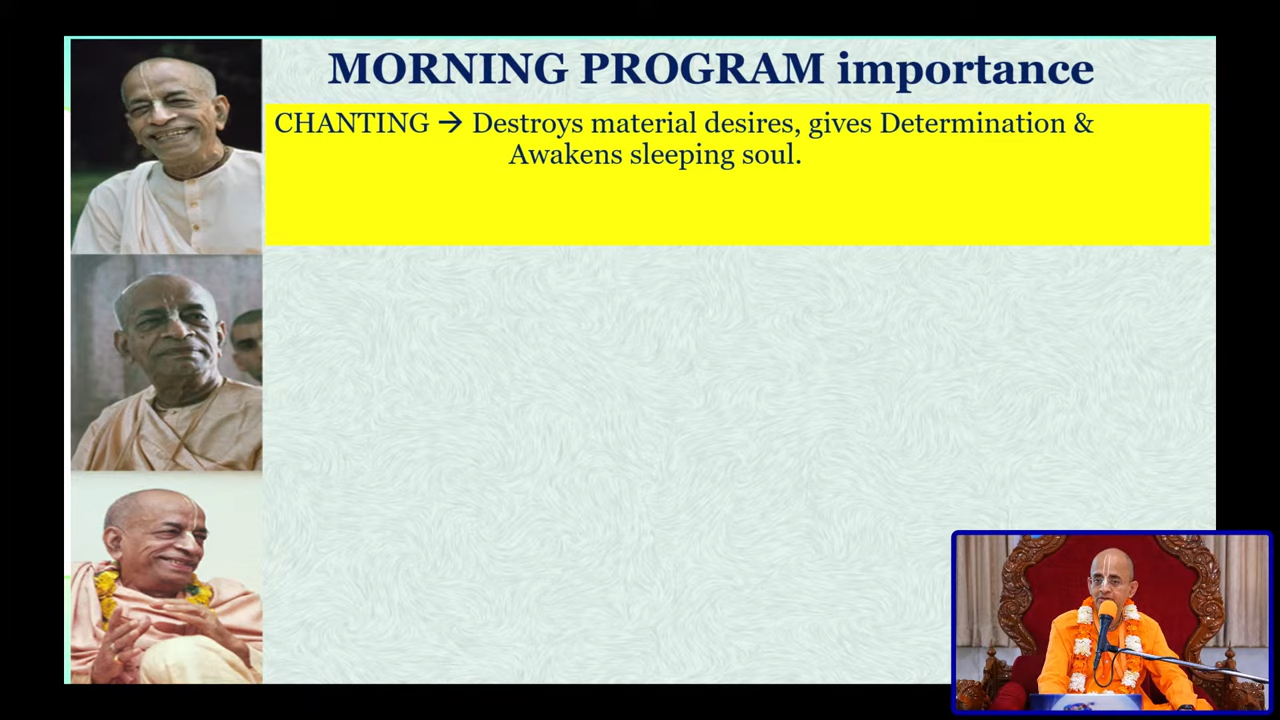 MORNING PROGRAM importance
CHANTING → Destroys material desires, gives Determination &
Awakens sleeping soul.